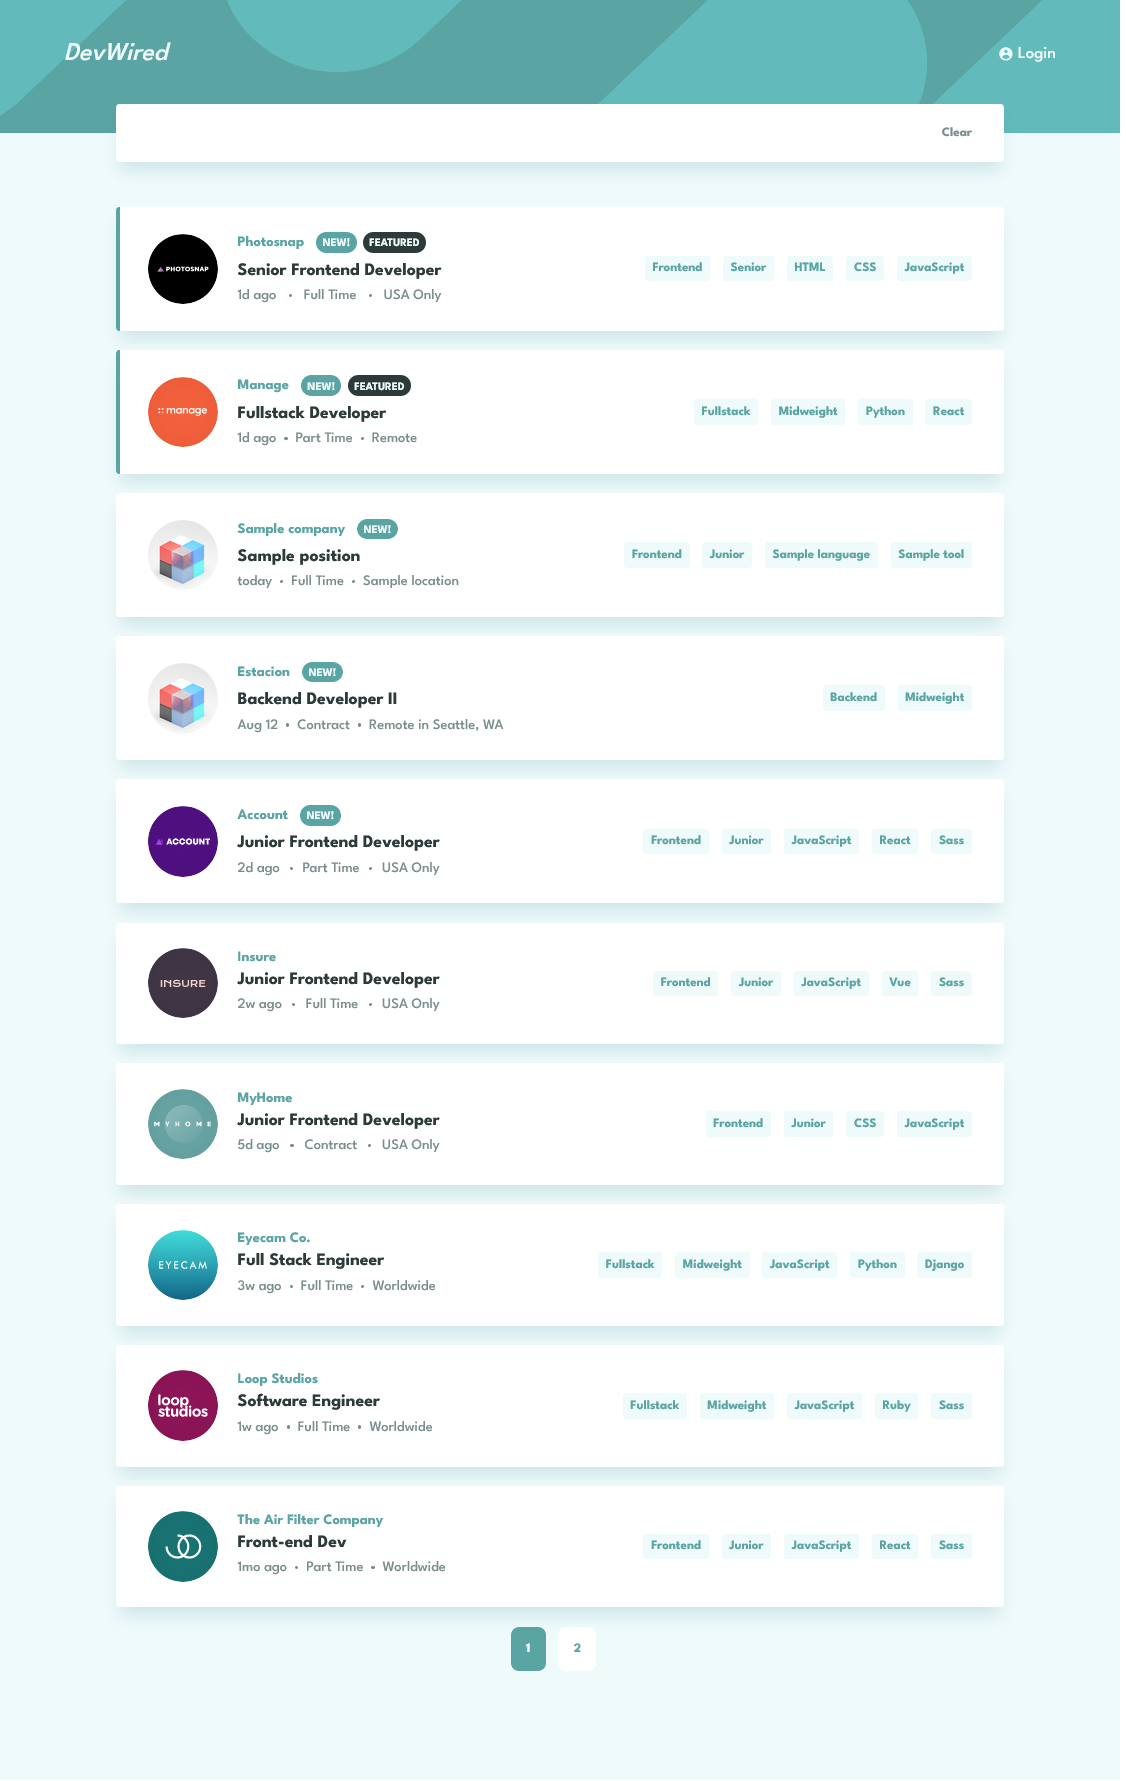 DevWired
Login
Clear
PHOTOSNAP
Photosnap NEW! FEATURED
Senior Frontend Developer
1d ago • Full Time • USA Only
Frontend Senior HTML CSS JavaScript
manage
Manage NEW! FEATURED
Fullstack Developer
1d ago • Part Time • Remote
Fullstack Midweight Python React
Sample company NEW!
Sample position
today • Full Time • Sample location
Frontend Junior Sample language Sample tool
Estacion NEW!
Backend Developer II
Aug 12 • Contract • Remote in Seattle, WA
Backend Midweight
ACCOUNT
Account NEW!
Junior Frontend Developer
2d ago • Part Time • USA Only
Frontend Junior JavaScript React Sass
INSURE
Insure
Junior Frontend Developer
2w ago • Full Time • USA Only
Frontend Junior JavaScript Vue Sass
MYHOME
MyHome
Junior Frontend Developer
5d ago • Contract • USA Only
Frontend Junior CSS JavaScript
EYECAM
Eyecam Co.
Full Stack Engineer
3w ago • Full Time • Worldwide
Fullstack Midweight JavaScript Python Django
loop
studios
Loop Studios
Software Engineer
1w ago • Full Time • Worldwide
Fullstack Midweight JavaScript Ruby Sass
The Air Filter Company
Front-end Dev
1mo ago • Part Time • Worldwide
Frontend Junior JavaScript React Sass
1 2